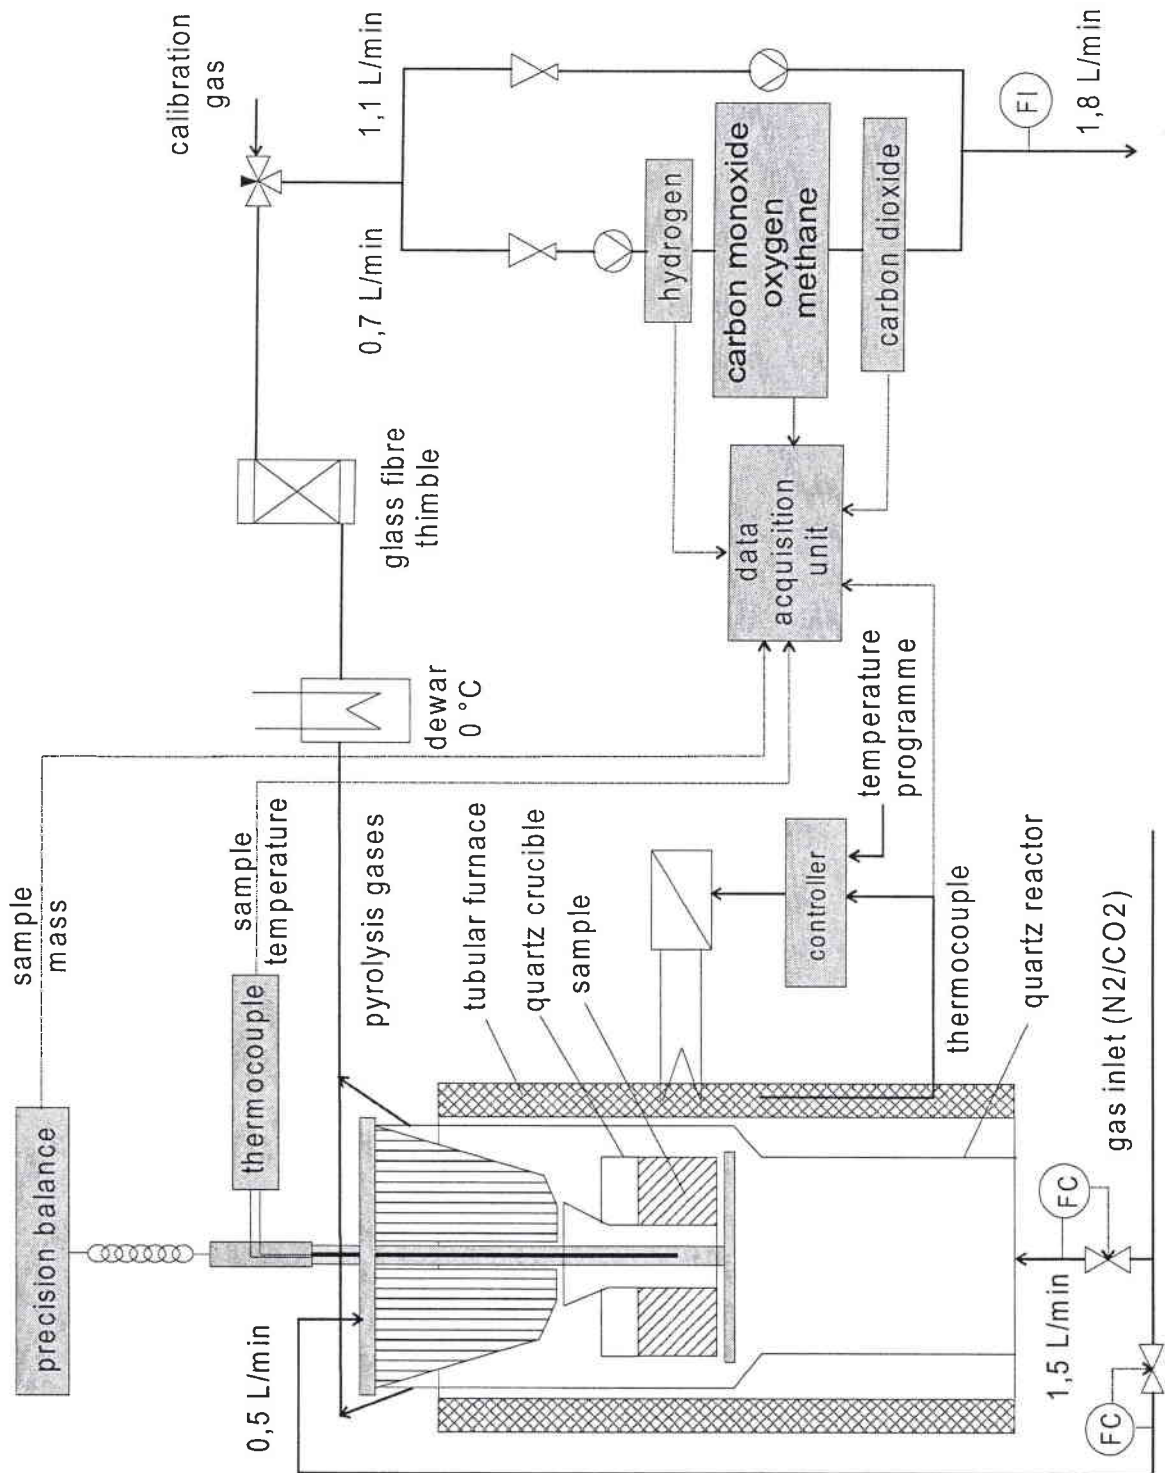 precision balance
sample
mass
thermocouple
sample
temperature
0,5 L/min
pyrolysis gases
dewar
0 °C
glass fibre
thimble
calibration
gas
0,7 L/min
1,1 L/min
tubular furnace
quartz crucible
sample
hydrogen
carbon monoxide
oxygen
methane
carbon dioxide
data
acquisition
unit
controller
temperature
programme
thermocouple
quartz reactor
FI
1,8 L/min
1,5 L/min
FC
gas inlet (N2/CO2)
FC